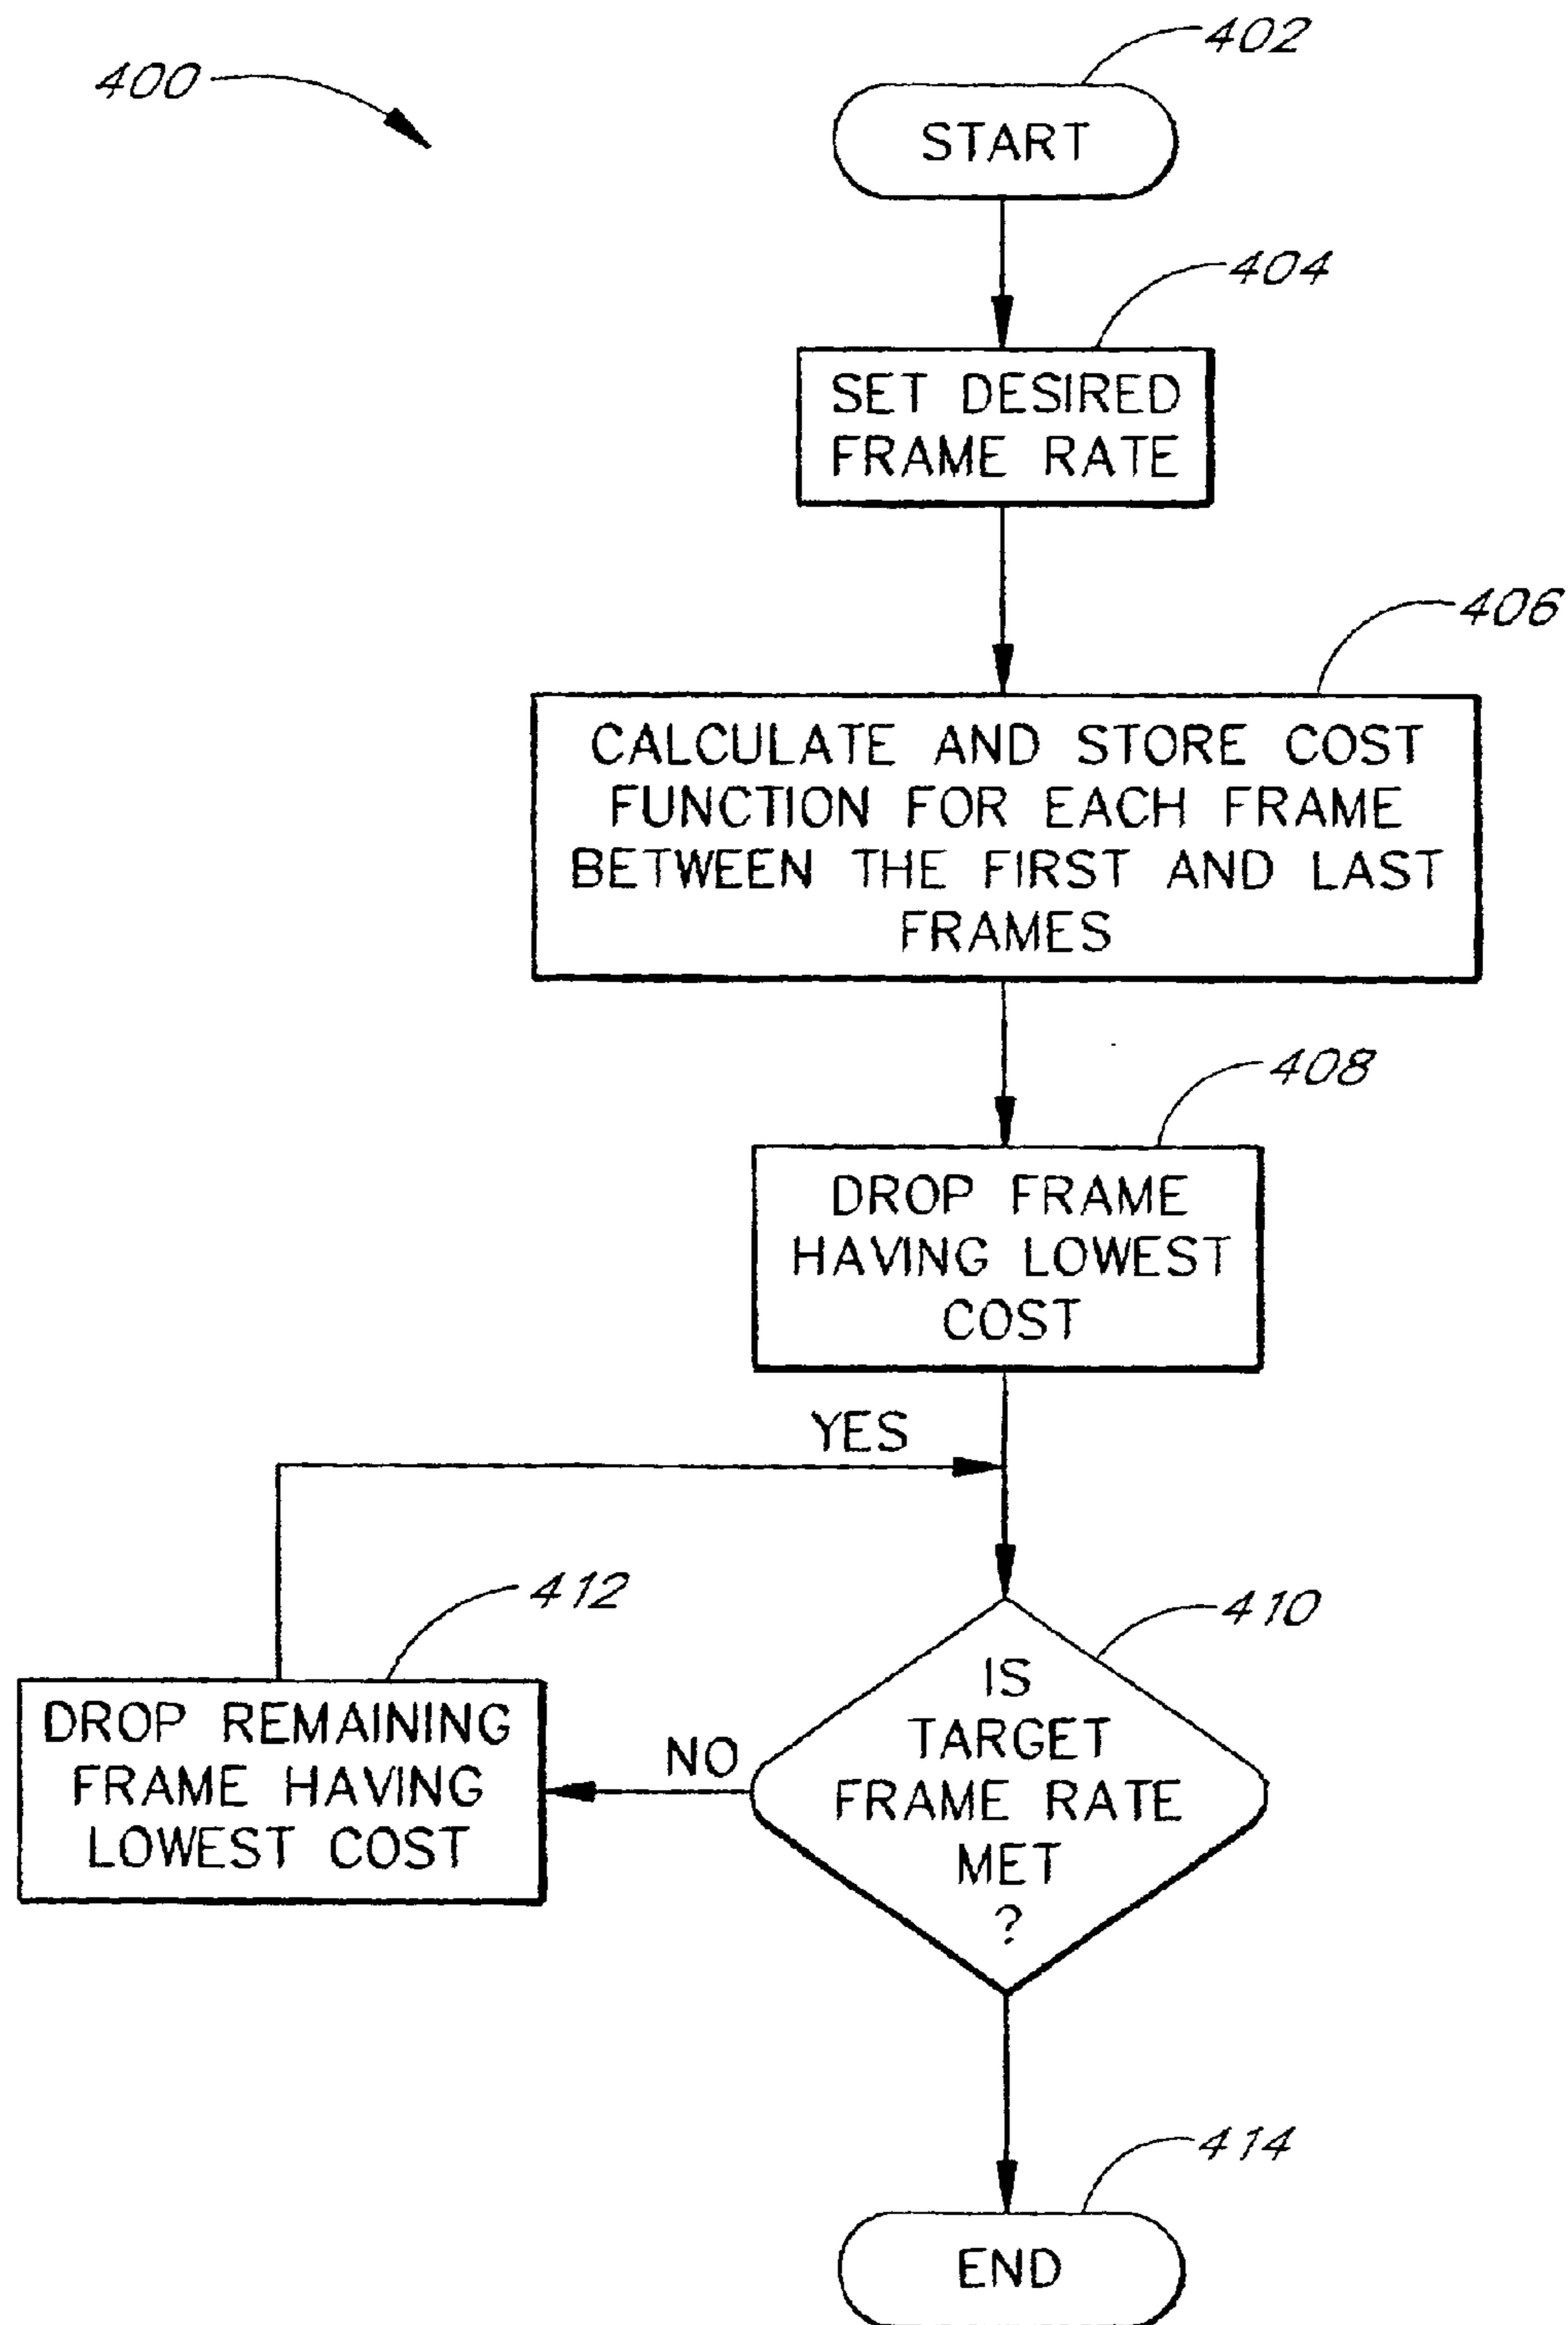 400
402
START
404
SET DESIRED
FRAME RATE
406
CALCULATE AND STORE COST
FUNCTION FOR EACH FRAME
BETWEEN THE FIRST AND LAST
FRAMES
408
DROP FRAME
HAVING LOWEST
COST
YES
412
410
DROP REMAINING
FRAME HAVING
LOWEST COST
NO
IS
TARGET
FRAME RATE
MET
?
414
END